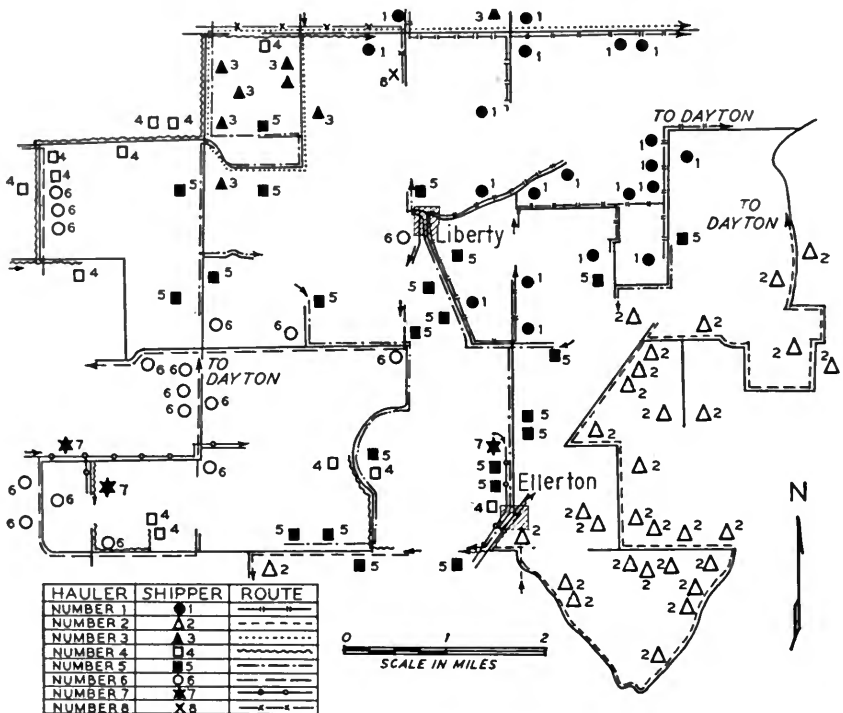 TO DAYTON
TO
DAYTON
Liberty
TO
DAYTON
Ellerton
N
HAULER SHIPPER ROUTE
NUMBER 1 1
NUMBER 2 2
NUMBER 3 3
NUMBER 4 4
NUMBER 5 5
NUMBER 6 6
NUMBER 7 7
NUMBER 8 X 8
0 1 2
SCALE IN MILES